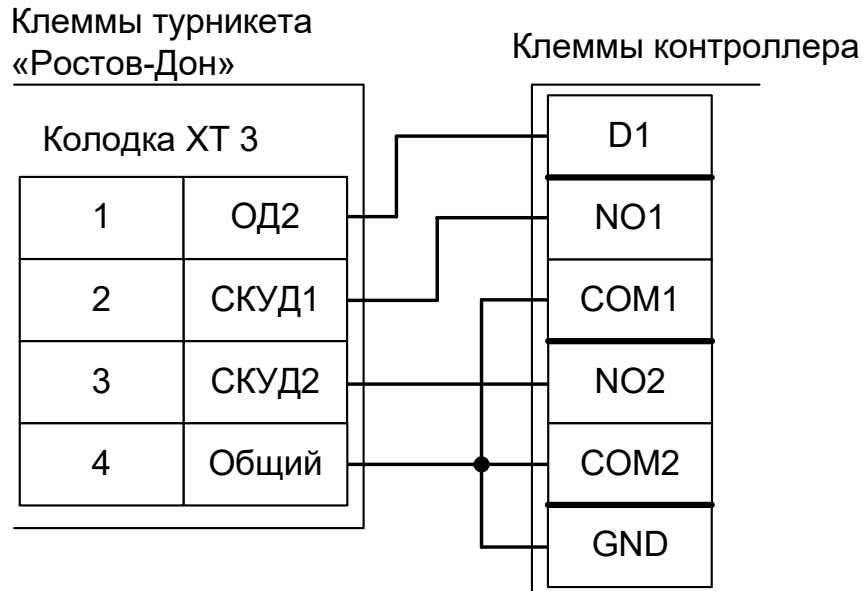 Клеммы турникета
«Ростов-Дон»
Клеммы контроллера
Колодка XT 3
1 ОД2
2 СКУД1
3 СКУД2
4 Общий
D1
NO1
COM1
NO2
COM2
GND